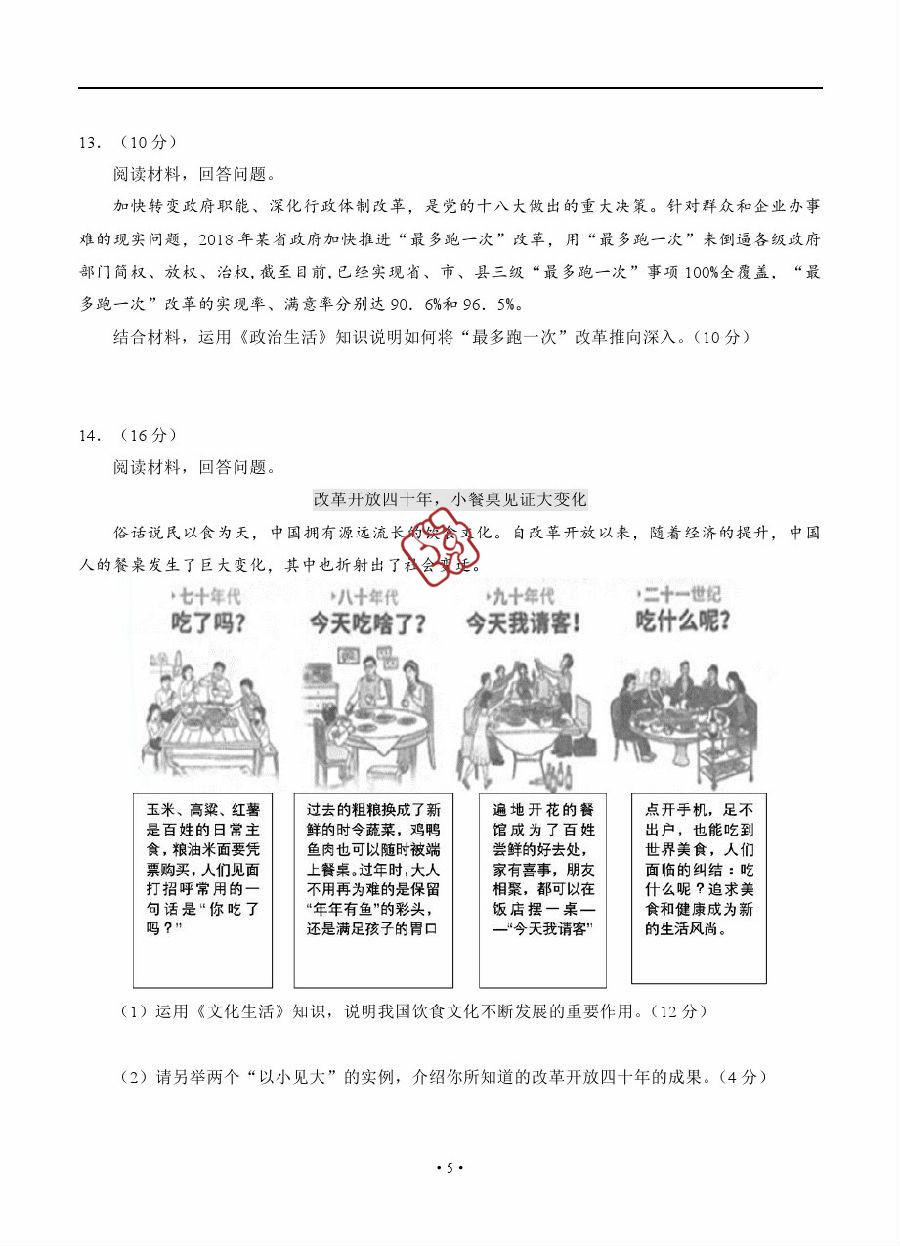 13. （10分）
阅读材料，回答问题。
加快转变政府职能、深化行政体制改革，是党的十八大做出的重大决策。针对群众和企业办事
难的现实问题，2018年某省政府加快推进“最多跑一次”改革，用“最多跑一次”来倒逼各级政府
部门简权、放权、治权，截至目前，已经实现省、市、县三级“最多跑一次”事项100%全覆盖，“最
多跑一次”改革的实现率、满意率分别达90. 6%和96. 5%。
结合材料，运用《政治生活》知识说明如何将“最多跑一次”改革推向深入。（10分）
14. （16分）
阅读材料，回答问题。
改革开放四十年，小餐桌见证大变化
俗话说民以食为天，中国拥有源远流长的饮食文化。自改革开放以来，随着经济的提升，中国
人的餐桌发生了巨大变化，其中也折射出了社会变迁。
七十年代
吃了吗？
八十年代
今天吃啥了？
九十年代
今天我请客！
二十一世纪
吃什么呢？
玉米、高粱、红薯
是百姓的日常主
食，粮油米面要凭
票购买，人们见面
打招呼常用的一
句话是“你吃了
吗？”
过去的粗粮换成了新
鲜的时令蔬菜，鸡鸭
鱼肉也可以随时被端
上餐桌。过年时，大人
不用再为难的是保留
“年年有鱼”的彩头，
还是满足孩子的胃口
遍地开花的餐
馆成为了百姓
尝鲜的好去处，
家有喜事，朋友
相聚，都可以在
饭店摆一桌—
—“今天我请客”
点开手机，足不
出户，也能吃到
世界美食，人们
面临的纠结：吃
什么呢？追求美
食和健康成为新
的生活风尚。
（1）运用《文化生活》知识，说明我国饮食文化不断发展的重要作用。（12分）
（2）请另举两个“以小见大”的实例，介绍你所知道的改革开放四十年的成果。（4分）
·5·